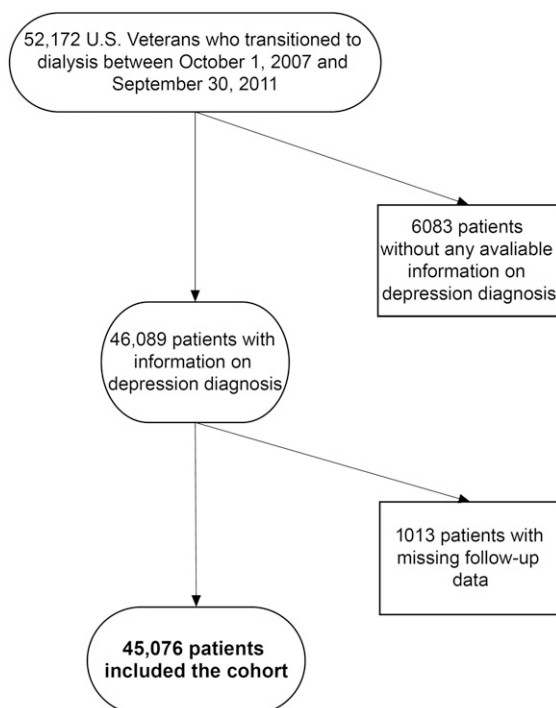 52,172 U.S. Veterans who transitioned to
dialysis between October 1, 2007 and
September 30, 2011
6083 patients
without any avaliable
information on
depression diagnosis
46,089 patients with
information on
depression diagnosis
1013 patients with
missing follow-up
data
45,076 patients
included the cohort